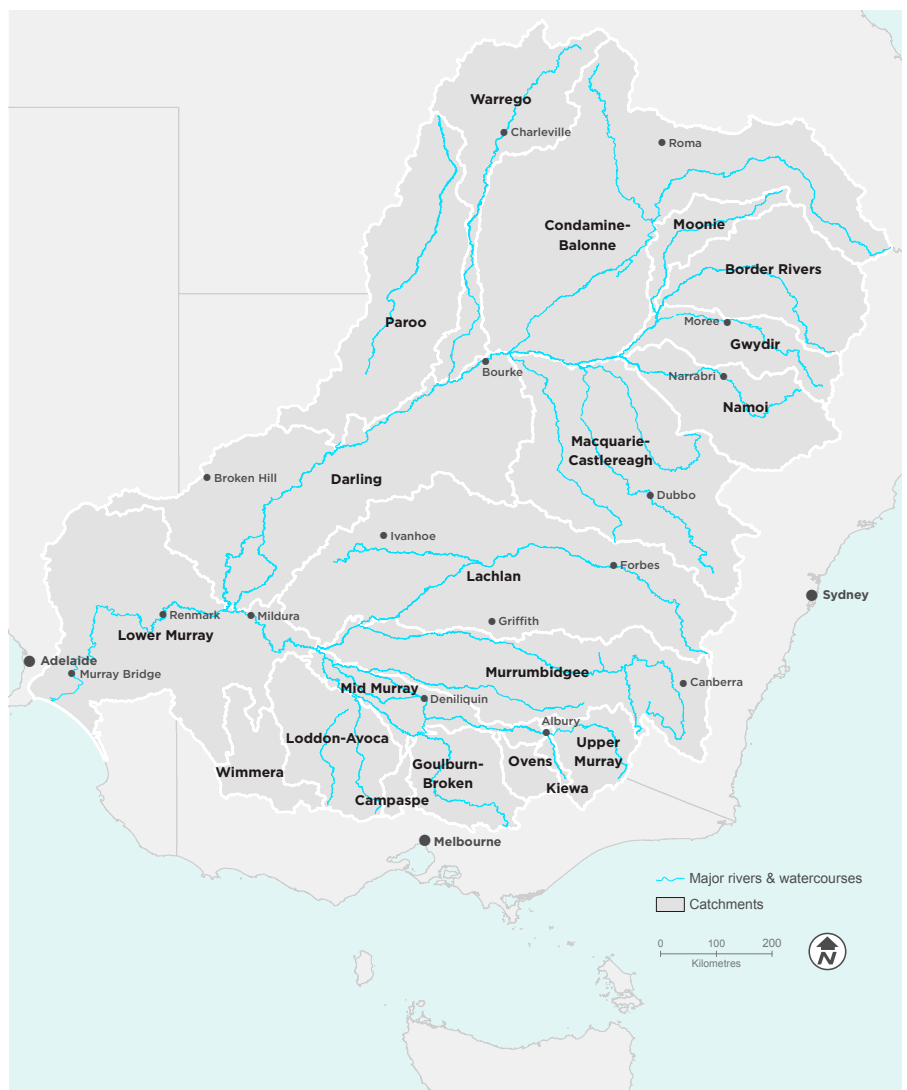 Warrego
Charleville
Roma
Condamine-
Balonne
Moonie
Border Rivers
Paroo
Moree
Gwydir
Bourke
Narrabri
Namoi
Macquarie-
Castlereagh
Broken Hill
Darling
Dubbo
Ivanhoe
Lachlan
Forbes
Sydney
Renmark
Mildura
Griffith
Lower Murray
Adelaide
Murray Bridge
Murrumbidgee
Canberra
Mid Murray
Deniliquin
Albury
Loddon-Avoca
Upper
Murray
Wimmera
Goulburn-
Broken
Ovens
Kiewa
Campaspe
Melbourne
Major rivers & watercourses
Catchments
0 100 200
Kilometres
N